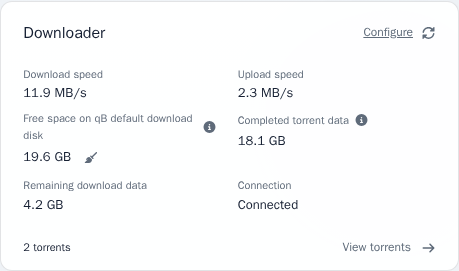 Downloader
Configure
Download speed
11.9 MB/s
Upload speed
2.3 MB/s
Free space on qB default download
disk
19.6 GB
Completed torrent data
18.1 GB
Remaining download data
4.2 GB
Connection
Connected
2 torrents
View torrents